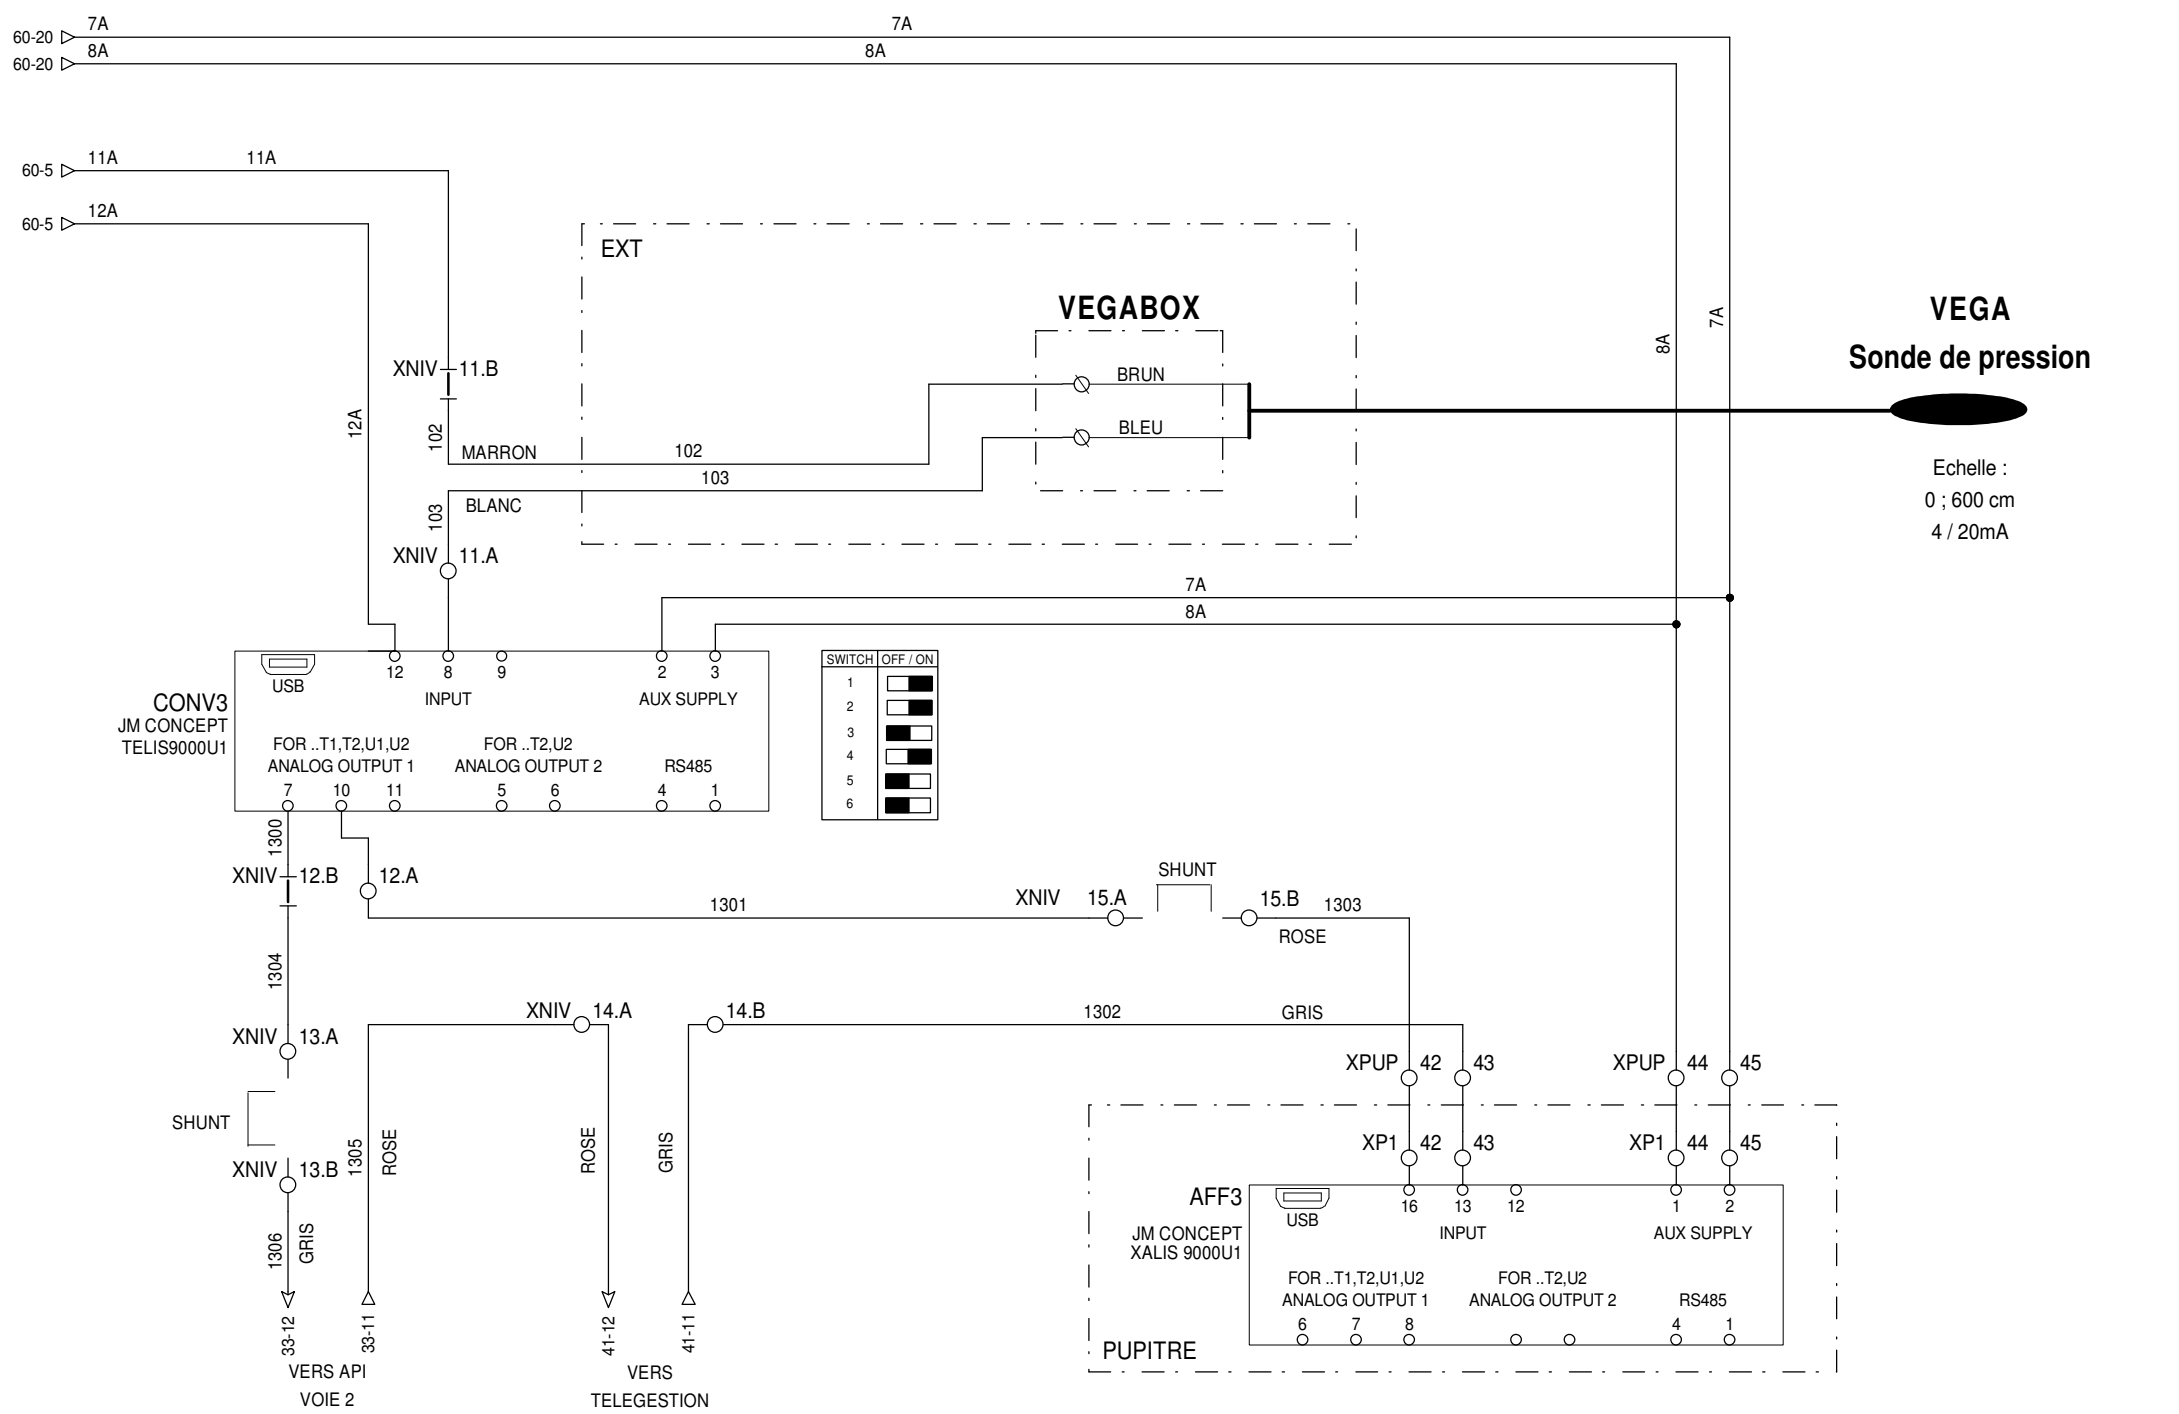 7A
7A
60-20
8A
8A
60-20
11A
11A
60-5
12A
60-5
EXT
VEGABOX
VEGA
Sonde de pression
7A
8A
XNIV
11.B
BRUN
12A
102
BLEU
MARRON
102
103
BLANC
103
Echelle :
0 ; 600 cm
4 / 20mA
XNIV
11.A
7A
8A
12
8
9
2
3
USB
INPUT
AUX SUPPLY
CONV3
JM CONCEPT
TELIS9000U1
FOR ..T1,T2,U1,U2
ANALOG OUTPUT 1
FOR ..T2,U2
ANALOG OUTPUT 2
RS485
7
10
11
5
6
4
1
SWITCH
OFF / ON
1
2
3
4
5
6
1300
XNIV
12.B
12.A
1301
XNIV
15.A
SHUNT
15.B
1303
ROSE
1304
XNIV
14.A
14.B
1302
GRIS
XNIV
13.A
XPUP
42
43
XPUP
44
45
SHUNT
XNIV
13.B
1305
ROSE
ROSE
GRIS
XP1
42
43
XP1
44
45
1306
GRIS
AFF3
JM CONCEPT
XALIS 9000U1
USB
16
13
12
1
2
INPUT
AUX SUPPLY
FOR ..T1,T2,U1,U2
ANALOG OUTPUT 1
FOR ..T2,U2
ANALOG OUTPUT 2
RS485
6
7
8
4
1
PUPITRE
33-12
33-11
41-12
41-11
VERS API
VOIE 2
VERS
TELEGESTION